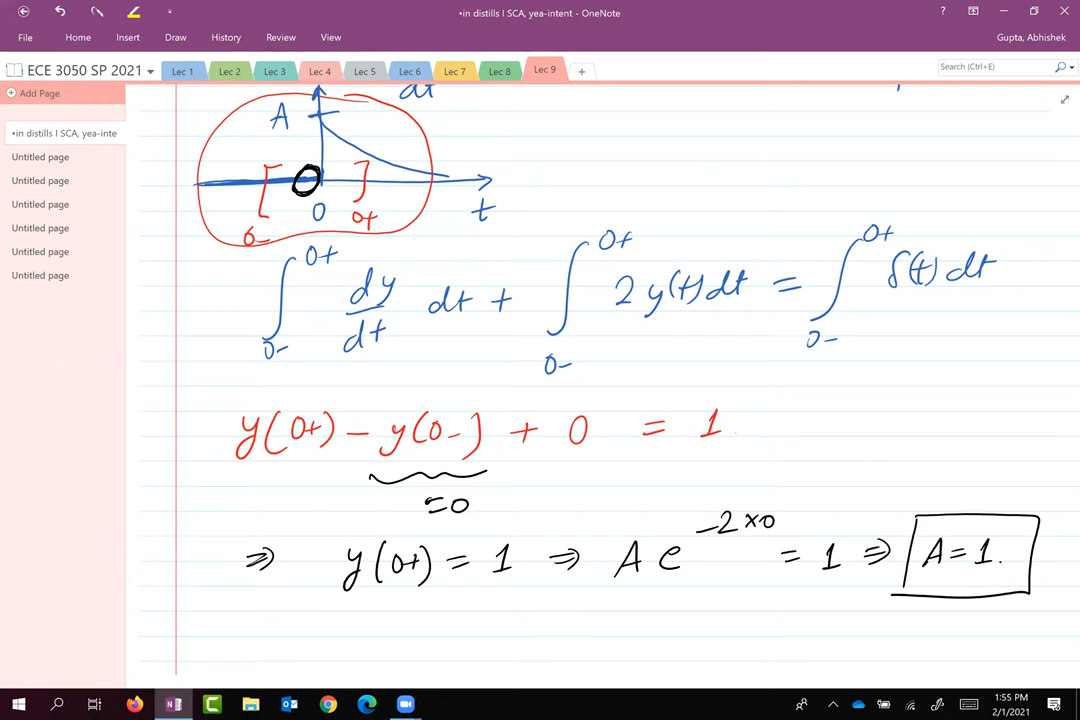 •in distills I SCA, yea-intent - OneNote
File Home Insert Draw History Review View Gupta, Abhishek
ECE 3050 SP 2021 Lec 1 Lec 2 Lec 3 Lec 4 Lec 5 Lec 6 Lec 7 Lec 8 Lec 9 Search (Ctrl+E)
Add Page
•in distills I SCA, yea-inte
Untitled page
Untitled page
Untitled page
Untitled page
Untitled page
Untitled page
dt
A
0- 0 0+ t
∫_{0-}^{0+} dy/dt dt + ∫_{0-}^{0+} 2y(t)dt = ∫_{0-}^{0+} δ(t)dt
y(0+) - y(0-) + 0 = 1
=0
⇒ y(0+) = 1 ⇒ A e^{-2×0} = 1 ⇒ A = 1.
1:55 PM
2/1/2021